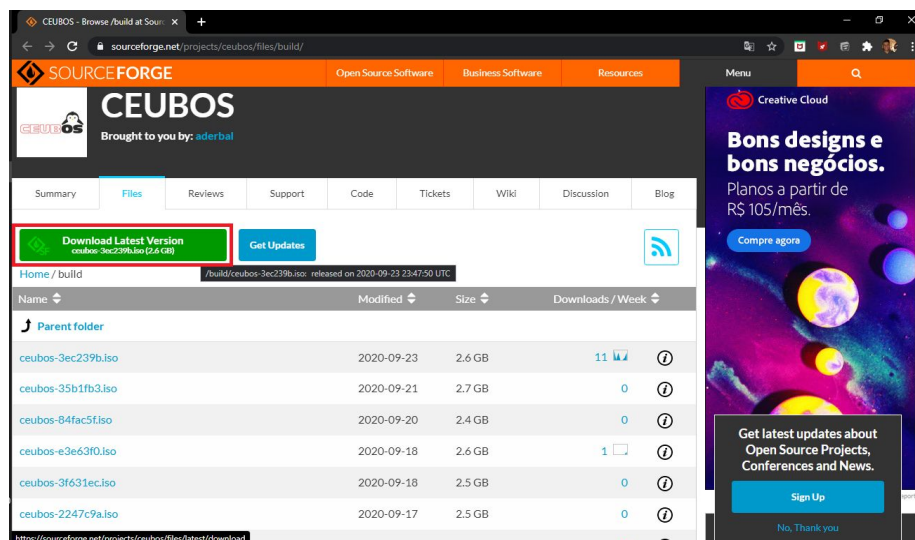 CEUBOS - Browse /build at Sourc
sourceforge.net/projects/ceubos/files/build/
SOURCEFORGE
Open Source Software
Business Software
Resources
Menu
CEUBOS
CEUBOS
Brought to you by: aderbal
Summary
Files
Reviews
Support
Code
Tickets
Wiki
Discussion
Blog
Download Latest Version
ceubos-3ec239b.iso (2.6 GB)
Get Updates
Home / build
/build/ceubos-3ec239b.iso: released on 2020-09-23 23:47:50 UTC
Name Modified Size Downloads / Week
Parent folder
ceubos-3ec239b.iso 2020-09-23 2.6 GB 11
ceubos-35b1fb3.iso 2020-09-21 2.7 GB 0
ceubos-84fac5f.iso 2020-09-20 2.4 GB 0
ceubos-e3e63f0.iso 2020-09-18 2.6 GB 1
ceubos-3f631ec.iso 2020-09-18 2.5 GB 0
ceubos-2247c9a.iso 2020-09-17 2.5 GB 0
https://sourceforge.net/projects/ceubos/files/latest/download
Creative Cloud
Bons designs e
bons negócios.
Planos a partir de
R$ 105/mês.
Compre agora
Get latest updates about
Open Source Projects,
Conferences and News.
Sign Up
No, Thank you